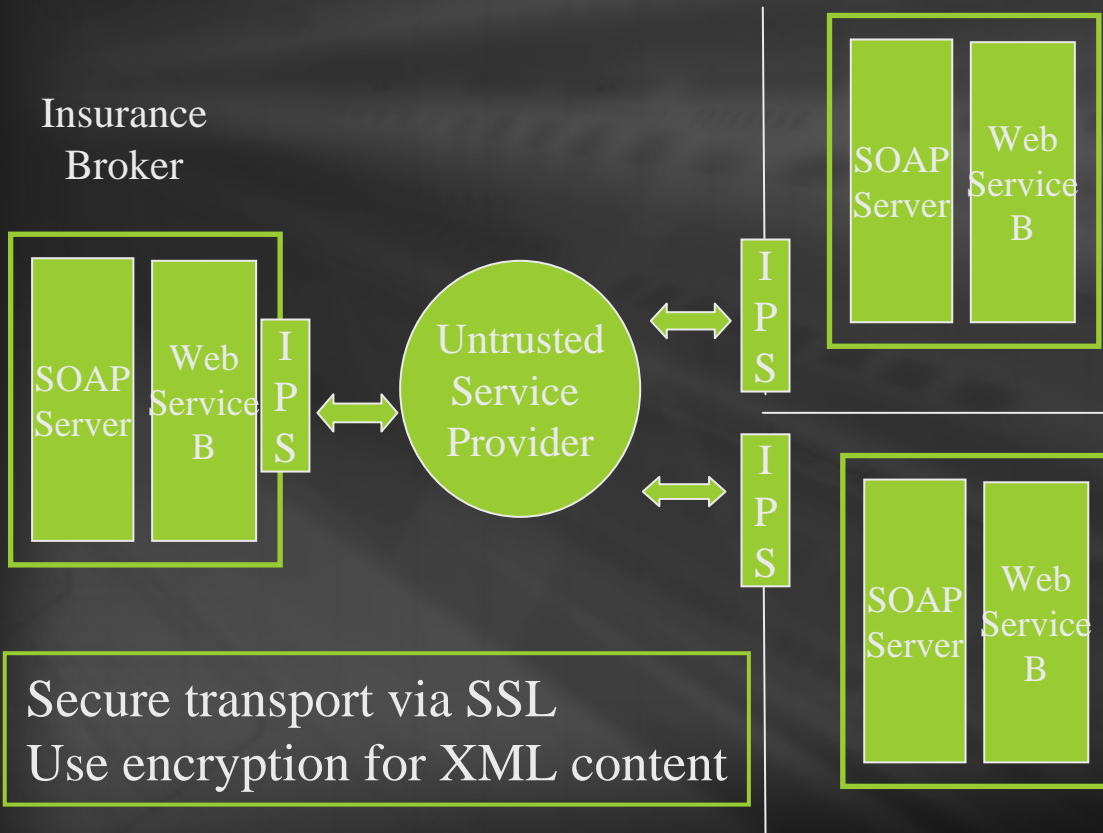 Insurance
Broker
SOAP
Server
Web
Service
B
I
P
S
Untrusted
Service
Provider
I
P
S
SOAP
Server
Web
Service
B
I
P
S
SOAP
Server
Web
Service
B
Secure transport via SSL
Use encryption for XML content